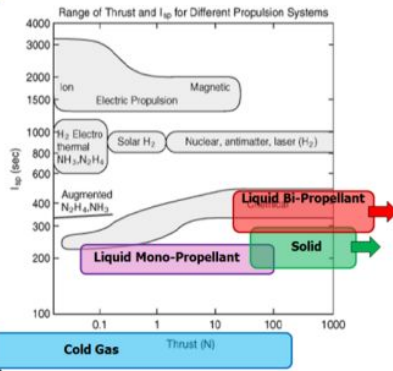 Range of Thrust and Isp for Different Propulsion Systems
4000
3000
2000
1500
1000
800
600
400
300
200
100
Isp (sec)
Ion
Magnetic
Electric Propulsion
H2 Electro
thermal
NH3,N2H4
Solar H2
Nuclear, antimatter, laser (H2)
Augmented
N2H4,NH3
Chemical
Liquid Bi-Propellant
Solid
Liquid Mono-Propellant
0.1
1
10
100
1000
Thrust (N)
Cold Gas